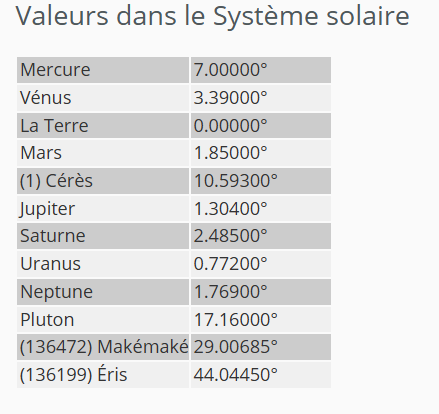 Valeurs dans le Système solaire
Mercure 7.00000°
Vénus 3.39000°
La Terre 0.00000°
Mars 1.85000°
(1) Cérès 10.59300°
Jupiter 1.30400°
Saturne 2.48500°
Uranus 0.77200°
Neptune 1.76900°
Pluton 17.16000°
(136472) Makémaké 29.00685°
(136199) Éris 44.04450°